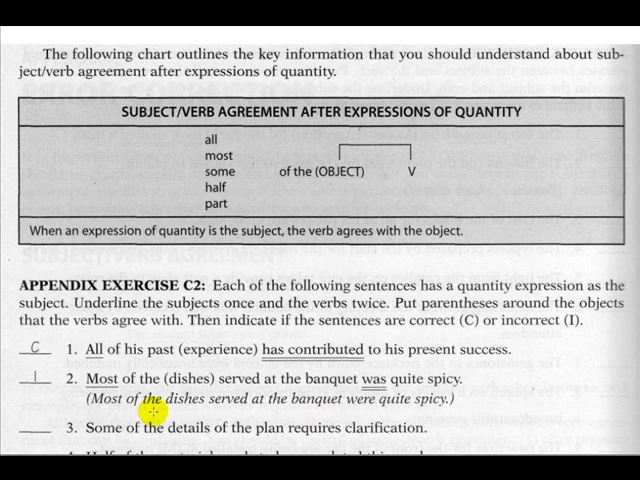 The following chart outlines the key information that you should understand about sub-
ject/verb agreement after expressions of quantity.
SUBJECT/VERB AGREEMENT AFTER EXPRESSIONS OF QUANTITY
all
most
some of the (OBJECT) V
half
part
When an expression of quantity is the subject, the verb agrees with the object.
APPENDIX EXERCISE C2: Each of the following sentences has a quantity expression as the
subject. Underline the subjects once and the verbs twice. Put parentheses around the objects
that the verbs agree with. Then indicate if the sentences are correct (C) or incorrect (I).
C 1. All of his past (experience) has contributed to his present success.
I 2. Most of the (dishes) served at the banquet was quite spicy.
(Most of the dishes served at the banquet were quite spicy.)
3. Some of the details of the plan requires clarification.